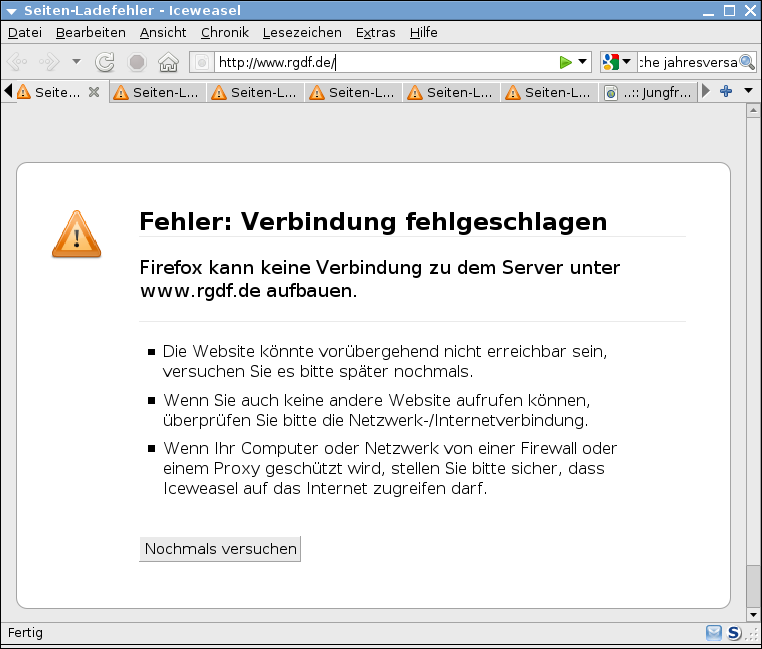 Seiten-Ladefehler - Iceweasel
Datei Bearbeiten Ansicht Chronik Lesezeichen Extras Hilfe
http://www.rgdf.de/ :he jahresversa
Seite... Seiten-L... Seiten-L... Seiten-L... Seiten-L... Seiten-L... ..:: Jungfr...
Fehler: Verbindung fehlgeschlagen
Firefox kann keine Verbindung zu dem Server unter
www.rgdf.de aufbauen.
Die Website könnte vorübergehend nicht erreichbar sein,
versuchen Sie es bitte später nochmals.
Wenn Sie auch keine andere Website aufrufen können,
überprüfen Sie bitte die Netzwerk-/Internetverbindung.
Wenn Ihr Computer oder Netzwerk von einer Firewall oder
einem Proxy geschützt wird, stellen Sie bitte sicher, dass
Iceweasel auf das Internet zugreifen darf.
Nochmals versuchen
Fertig